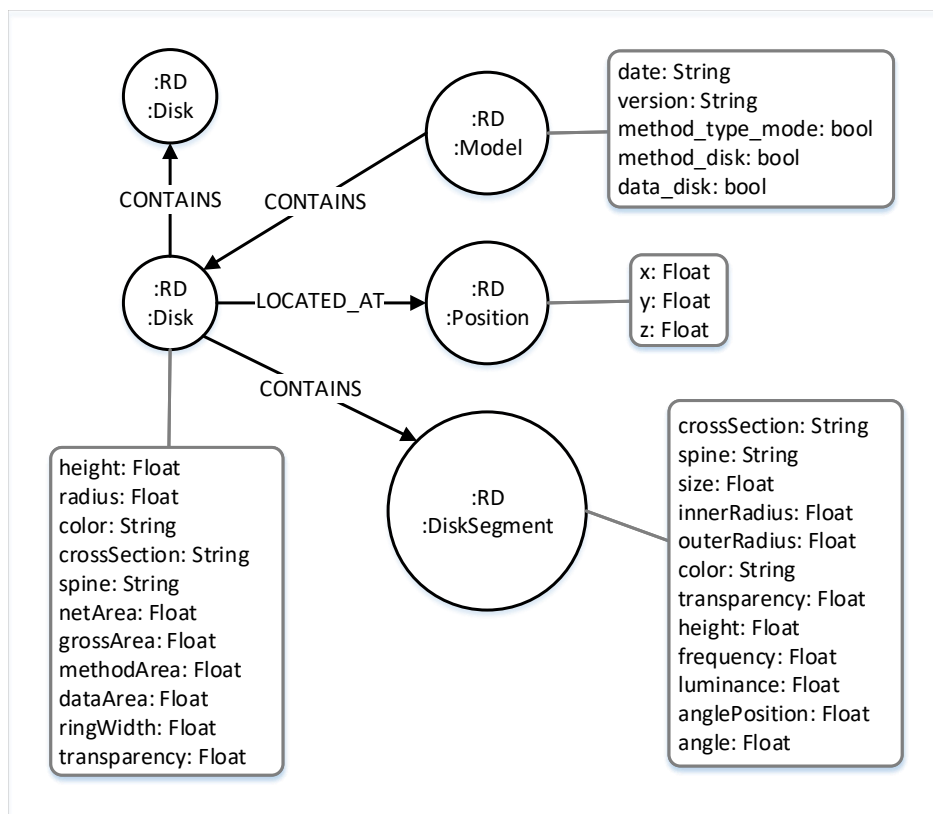 :RD
:Disk
:RD
:Model
date: String
version: String
method_type_mode: bool
method_disk: bool
data_disk: bool
CONTAINS
CONTAINS
:RD
:Disk
LOCATED_AT
:RD
:Position
x: Float
y: Float
z: Float
CONTAINS
height: Float
radius: Float
color: String
crossSection: String
spine: String
netArea: Float
grossArea: Float
methodArea: Float
dataArea: Float
ringWidth: Float
transparency: Float
:RD
:DiskSegment
crossSection: String
spine: String
size: Float
innerRadius: Float
outerRadius: Float
color: String
transparency: Float
height: Float
frequency: Float
luminance: Float
anglePosition: Float
angle: Float